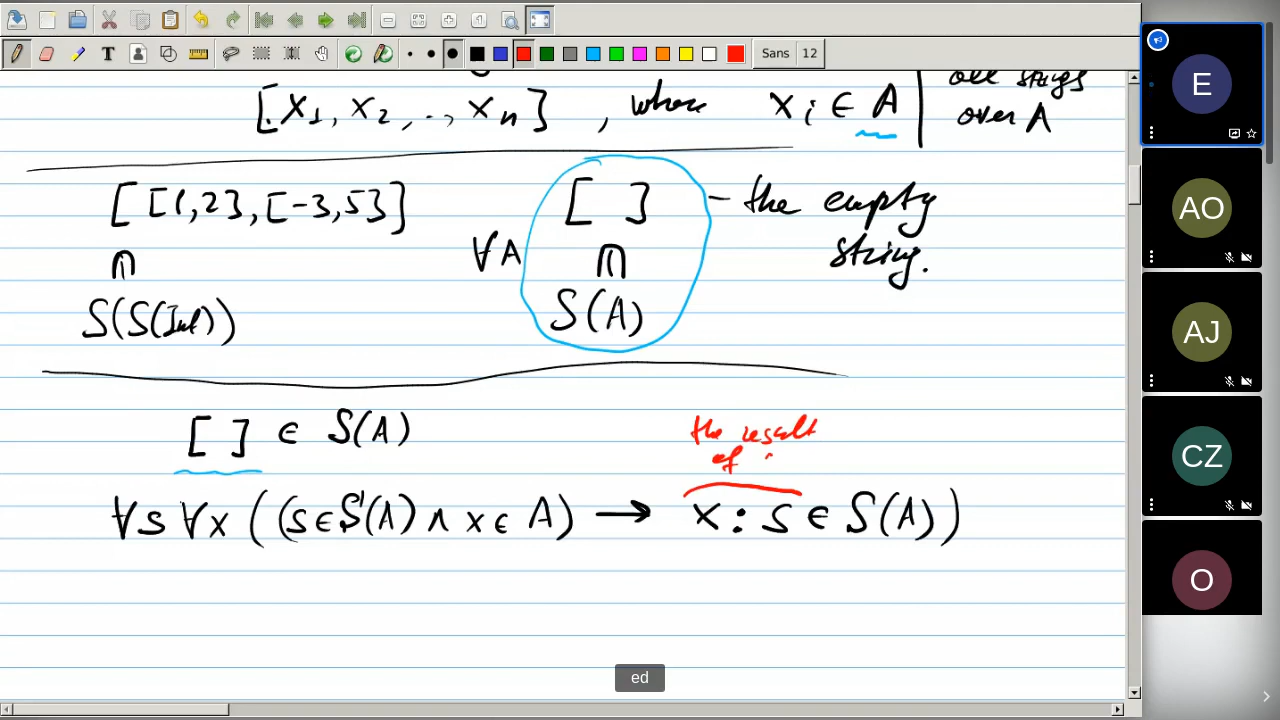 Sans 12
all strings
[x₁, x₂, .., xₙ] , where xᵢ ∈ A
over A
[[1,2],[-3,5]]
[ ] – the empty
∀A
string.
S(S(Int))
S(A)
the result
of
[ ] ∈ S(A)
∀s ∀x ((s ∈ S(A) ∧ x ∈ A) → x : s ∈ S(A))
ed
E
AO
AJ
CZ
O